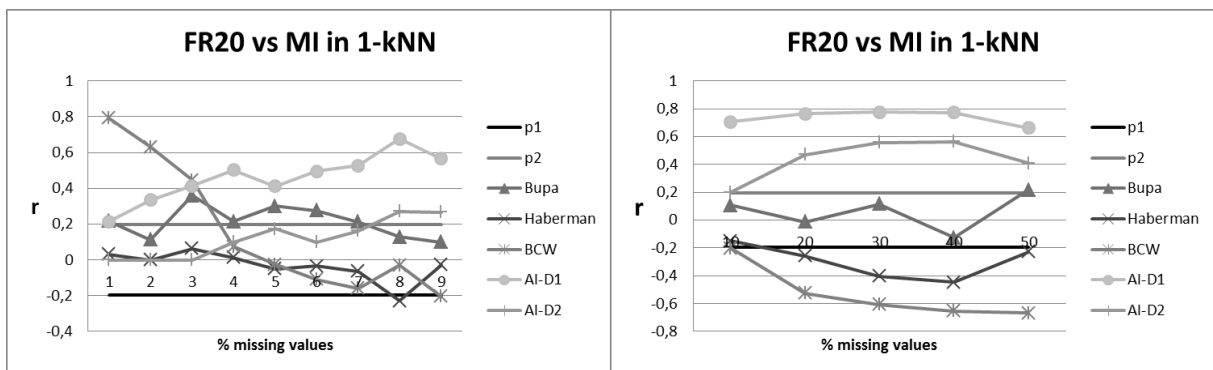 FR20 vs MI in 1-kNN
1
0,8
0,6
0,4
0,2
0
-0,2
-0,4
r
1 2 3 4 5 6 7 8 9
% missing values
p1
p2
Bupa
Haberman
BCW
AI-D1
AI-D2
FR20 vs MI in 1-kNN
1
0,8
0,6
0,4
0,2
0
-0,2
-0,4
-0,6
-0,8
r
10 20 30 40 50
% missing values
p1
p2
Bupa
Haberman
BCW
AI-D1
AI-D2